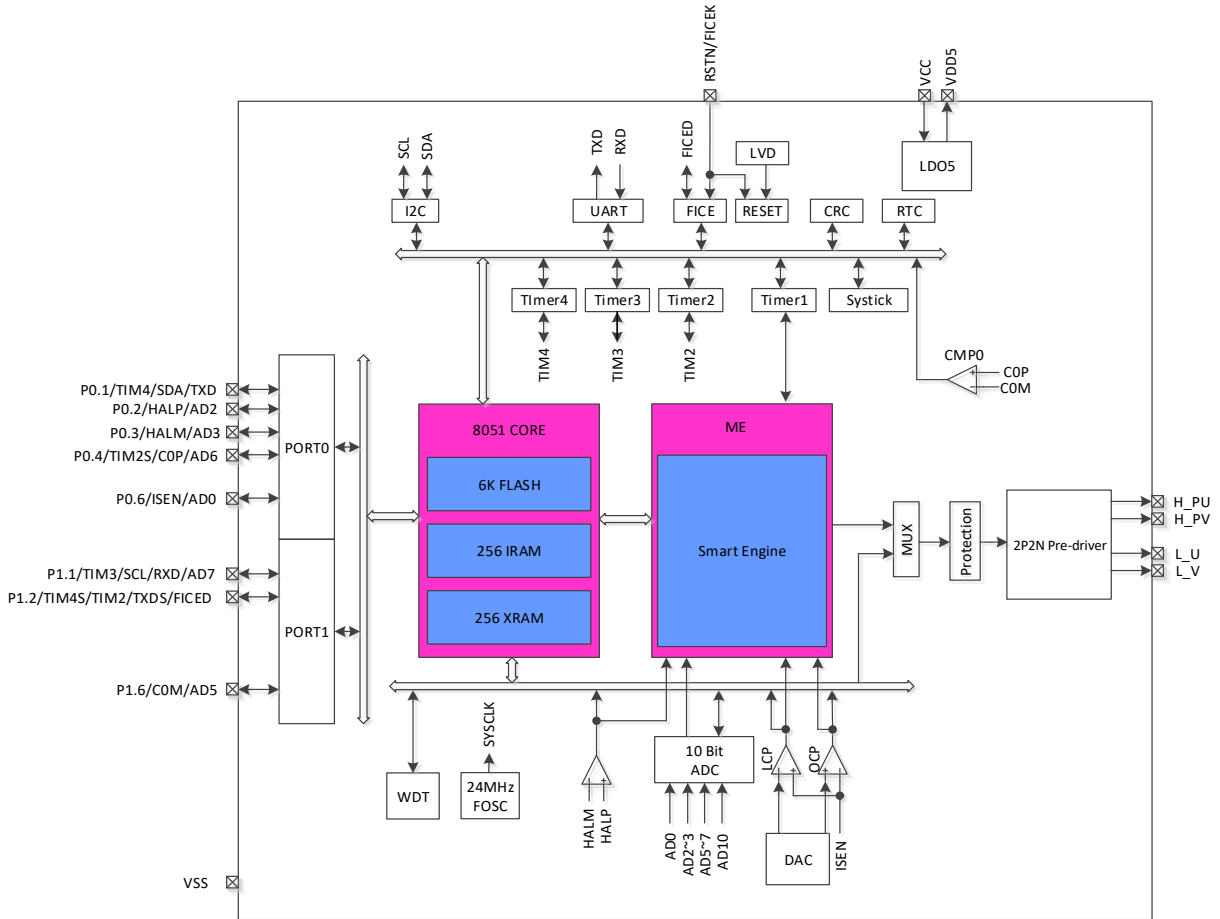 RSTN/FICEK
VCC
VDD5
SCL
SDA
TXD
RXD
FICED
LVD
LDO5
I2C
UART
FICE
RESET
CRC
RTC
TImer4
Timer3
Timer2
Timer1
Systick
TIM4
TIM3
TIM2
CMP0
C0P
C0M
P0.1/TIM4/SDA/TXD
P0.2/HALP/AD2
P0.3/HALM/AD3
P0.4/TIM2S/C0P/AD6
P0.6/ISEN/AD0
P1.1/TIM3/SCL/RXD/AD7
P1.2/TIM4S/TIM2/TXDS/FICED
P1.6/C0M/AD5
PORT0
PORT1
8051 CORE
6K FLASH
256 IRAM
256 XRAM
ME
Smart Engine
MUX
Protection
2P2N Pre-driver
H_PU
H_PV
L_U
L_V
SYSCLK
WDT
24MHz
FOSC
HALM
HALP
10 Bit
ADC
AD0
AD2~3
AD5~7
AD10
LCP
OCP
DAC
ISEN
VSS